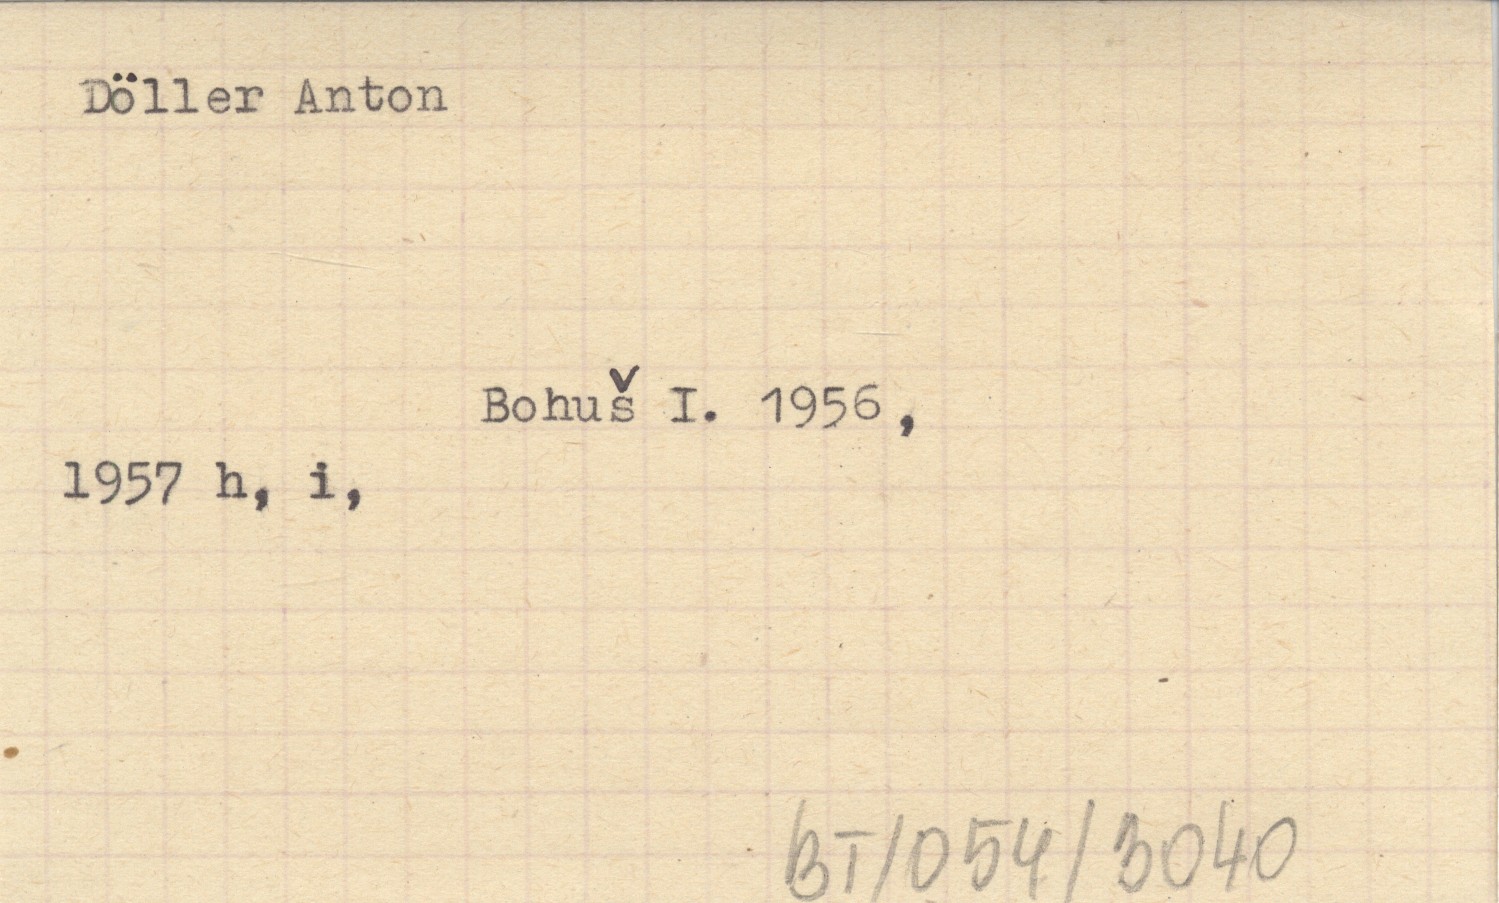 Döller Anton
Bohuš I. 1956,
1957 h, i,
BT/054/3040